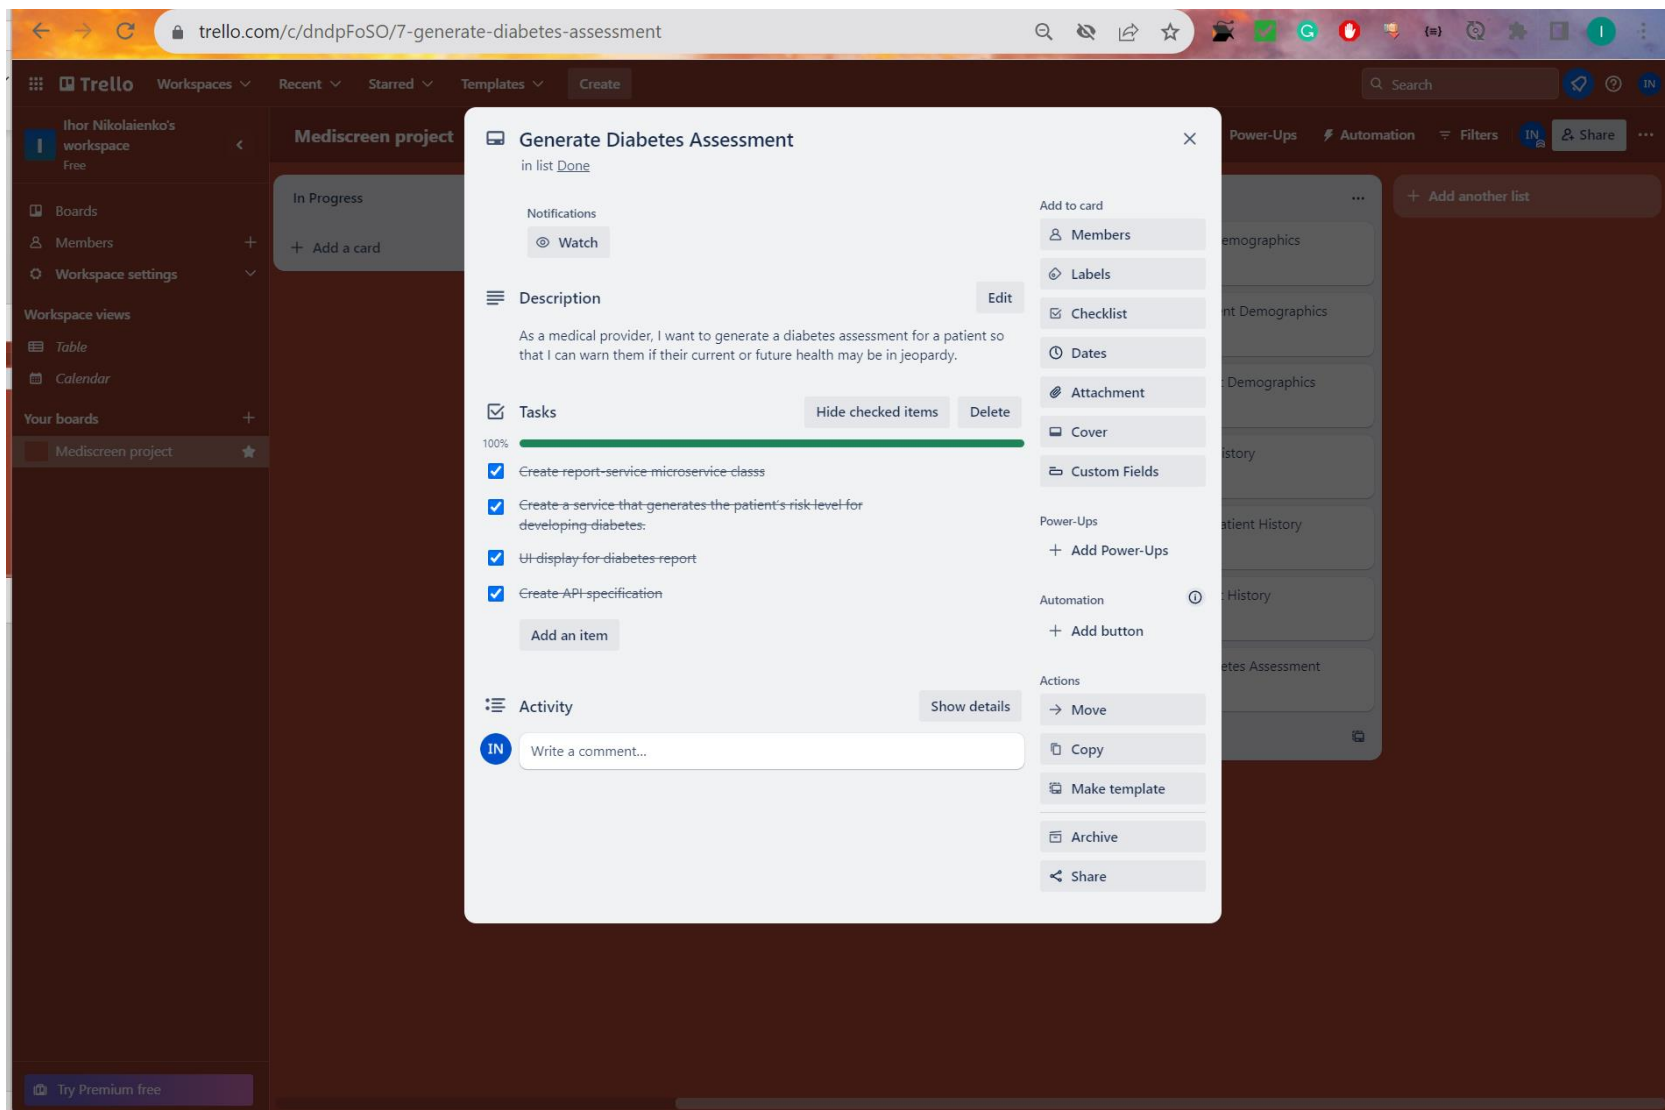 trello.com/c/dndpFoSO/7-generate-diabetes-assessment
G
I
Trello Workspaces Recent Starred Templates Create Search IN
I Ihor Nikolaienko's
workspace
Free
Mediscreen project
Power-Ups Automation Filters IN Share
Boards
Members
Workspace settings
Workspace views
Table
Calendar
Your boards
Mediscreen project
Try Premium free
In Progress
Add a card
Generate Diabetes Assessment
in list Done
Notifications
Watch
Description Edit
As a medical provider, I want to generate a diabetes assessment for a patient so
that I can warn them if their current or future health may be in jeopardy.
Tasks Hide checked items Delete
100%
Create report-service microservice classs
Create a service that generates the patient's risk level for
developing diabetes.
UI display for diabetes report
Create API specification
Add an item
Activity Show details
IN Write a comment...
Add to card
Members
Labels
Checklist
Dates
Attachment
Cover
Custom Fields
Power-Ups
Add Power-Ups
Automation
Add button
Actions
Move
Copy
Make template
Archive
Share
emographics
nt Demographics
Demographics
istory
atient History
History
etes Assessment
Add another list